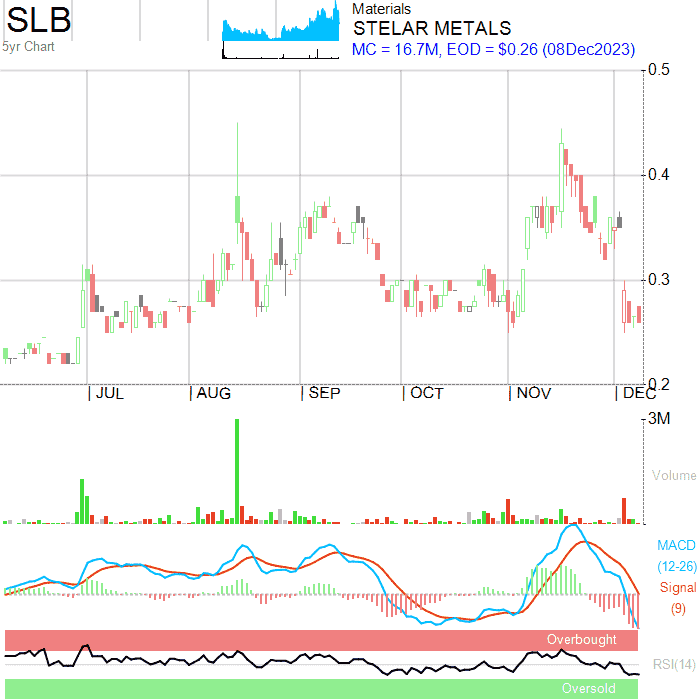 SLB
5yr Chart
Materials
STELAR METALS
MC = 16.7M, EOD = $0.26 (08Dec2023)
0.5
0.4
0.3
0.2
JUL AUG SEP OCT NOV DEC
3M
Volume
MACD
(12-26)
Signal
(9)
Overbought
RSI(14)
Oversold